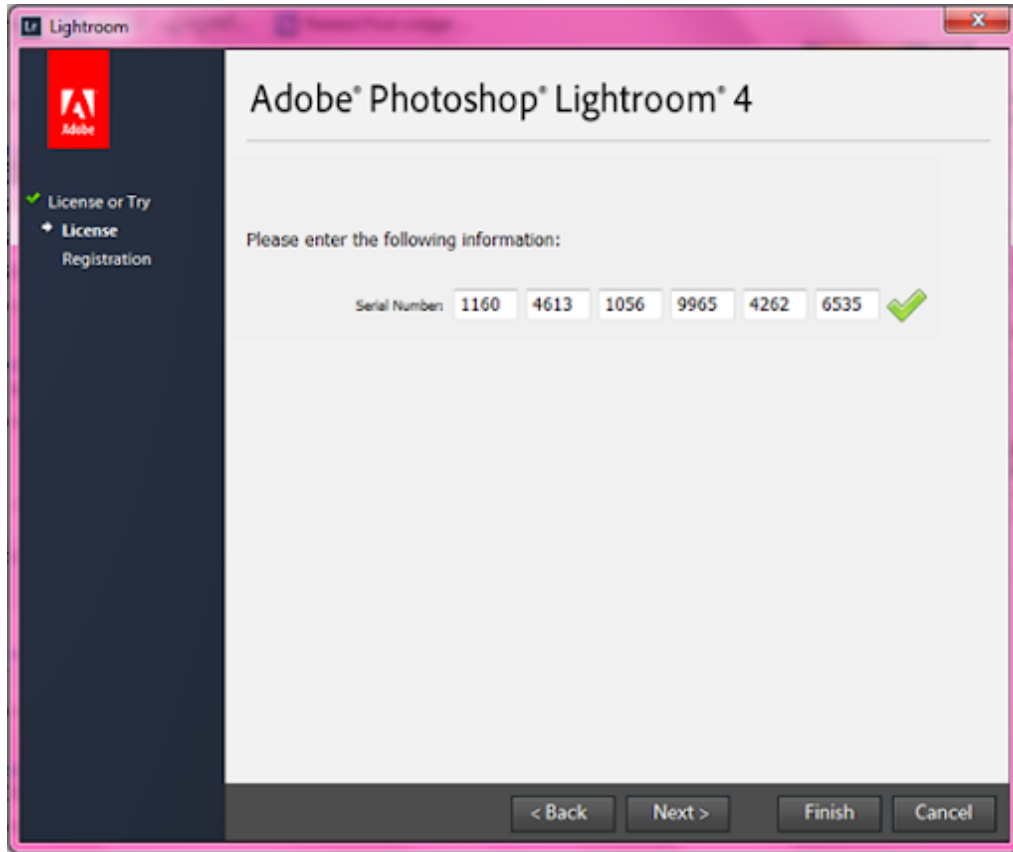 Lightroom
Adobe
Adobe® Photoshop® Lightroom® 4
License or Try
License
Registration
Please enter the following information:
Serial Number: 1160 4613 1056 9965 4262 6535
< Back Next > Finish Cancel